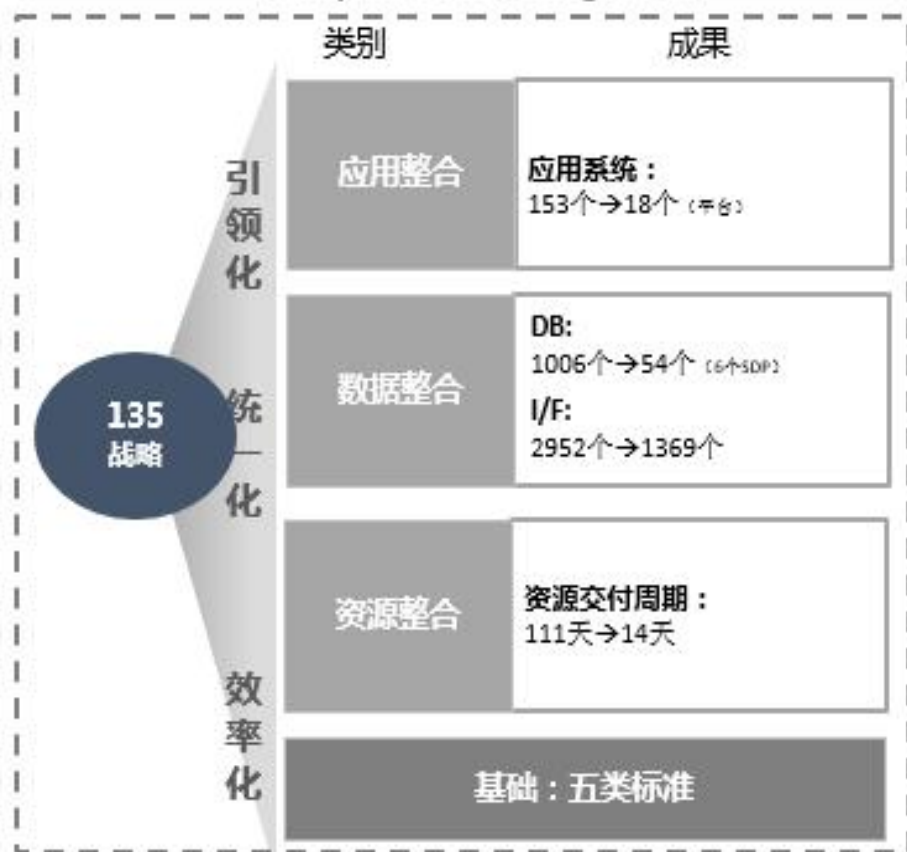 类别
成果
135
战略
引领化
统一化
效率化
应用整合
应用系统：
153个→18个（平台）
数据整合
DB:
1006个→54个（6个SDP）
I/F:
2952个→1369个
资源整合
资源交付周期：
111天→14天
基础：五类标准